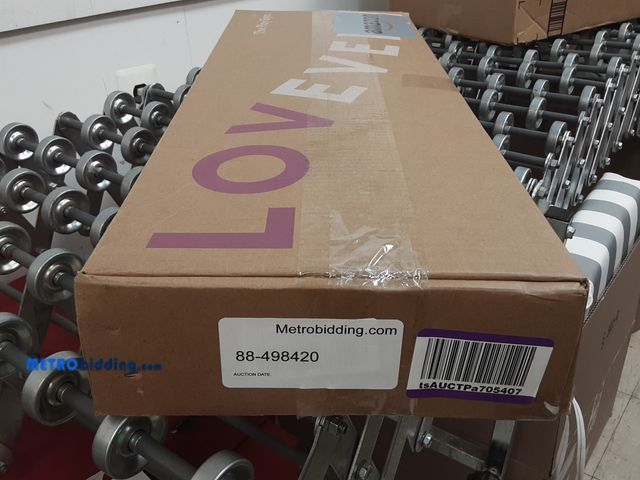 LOVEVE
Metrobidding.com
88-498420
AUCTION DATE:
tsAUCTPa705407
METRObidding.com